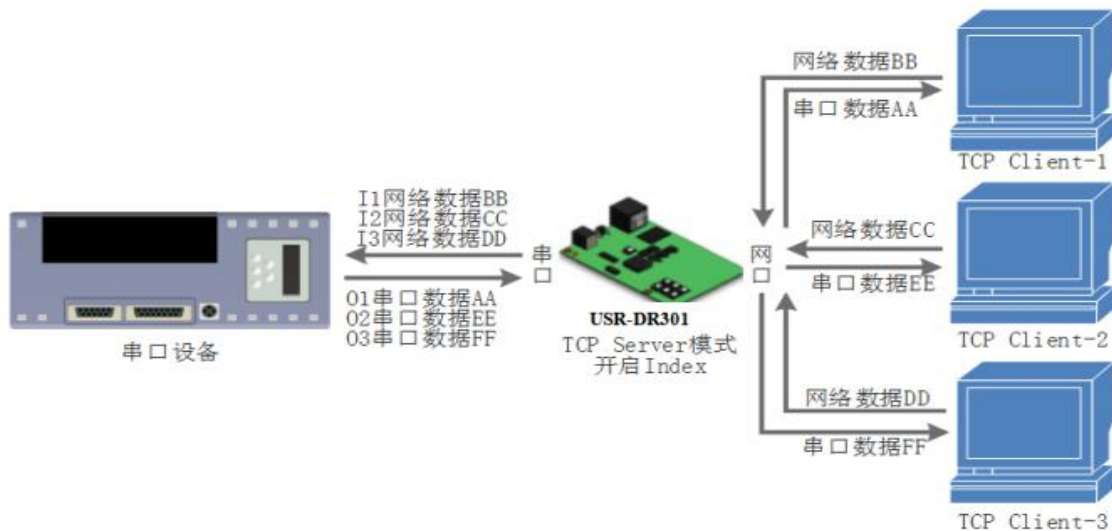 网络数据BB
串口数据AA
TCP Client-1
I1网络数据BB
I2网络数据CC
I3网络数据DD
串口
网口
网络数据CC
串口数据EE
O1串口数据AA
O2串口数据EE
O3串口数据FF
USR-DR301
TCP Server模式
开启Index
串口设备
TCP Client-2
网络数据DD
串口数据FF
TCP Client-3